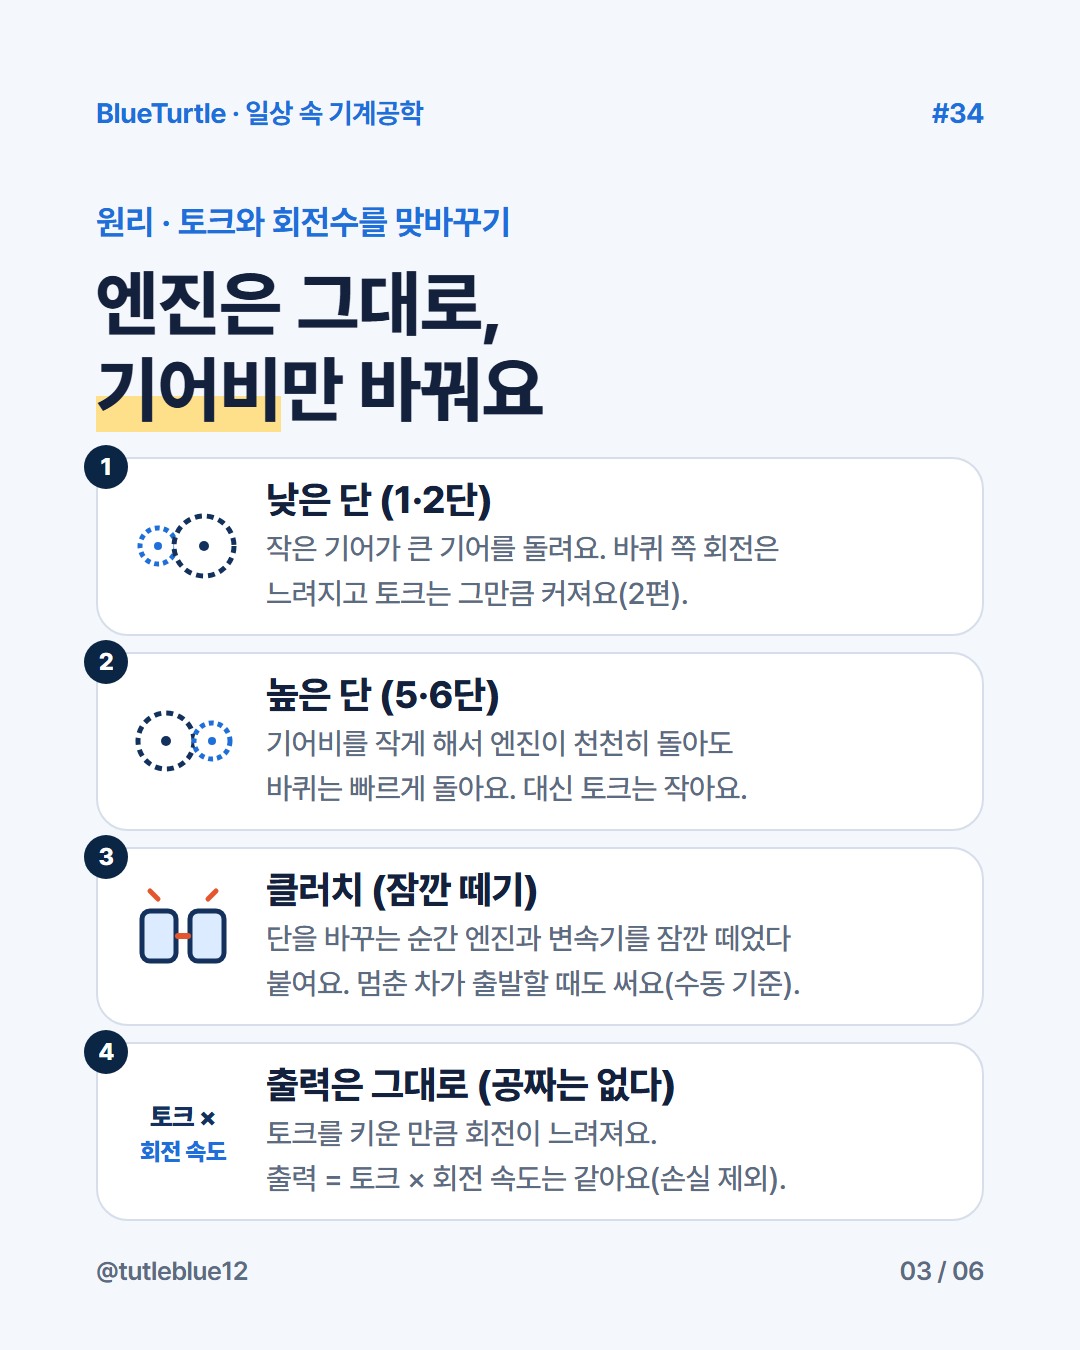 BlueTurtle · 일상 속 기계공학
#34
원리 · 토크와 회전수를 맞바꾸기
엔진은 그대로,
기어비만 바꿔요
1
낮은 단 (1·2단)
작은 기어가 큰 기어를 돌려요. 바퀴 쪽 회전은
느려지고 토크는 그만큼 커져요(2편).
2
높은 단 (5·6단)
기어비를 작게 해서 엔진이 천천히 돌아도
바퀴는 빠르게 돌아요. 대신 토크는 작아요.
3
클러치 (잠깐 떼기)
단을 바꾸는 순간 엔진과 변속기를 잠깐 떼었다
붙여요. 멈춘 차가 출발할 때도 써요(수동 기준).
4
토크 ×
회전 속도
출력은 그대로 (공짜는 없다)
토크를 키운 만큼 회전이 느려져요.
출력 = 토크 × 회전 속도는 같아요(손실 제외).
@tutleblue12
03 / 06